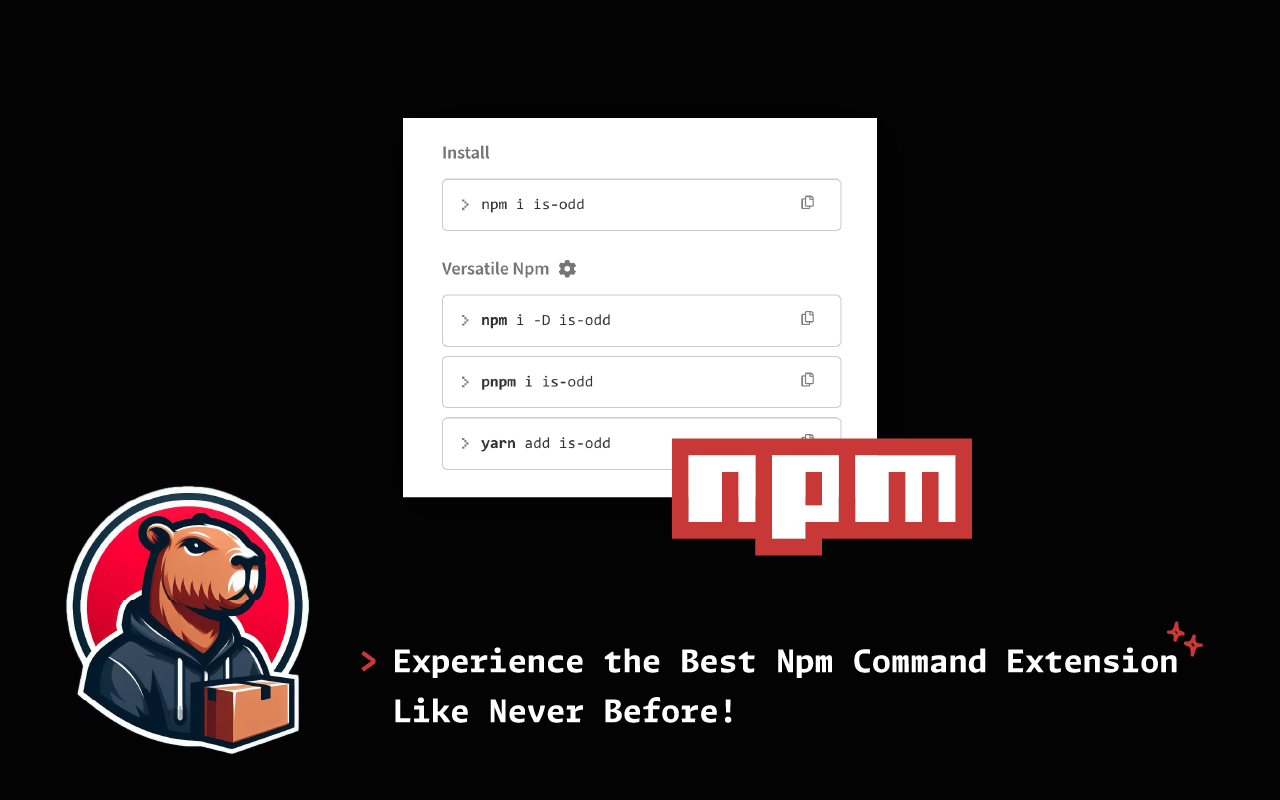 Install
> npm i is-odd
Versatile Npm
> npm i -D is-odd
> pnpm i is-odd
> yarn add is-odd
npm
> Experience the Best Npm Command Extension
Like Never Before!